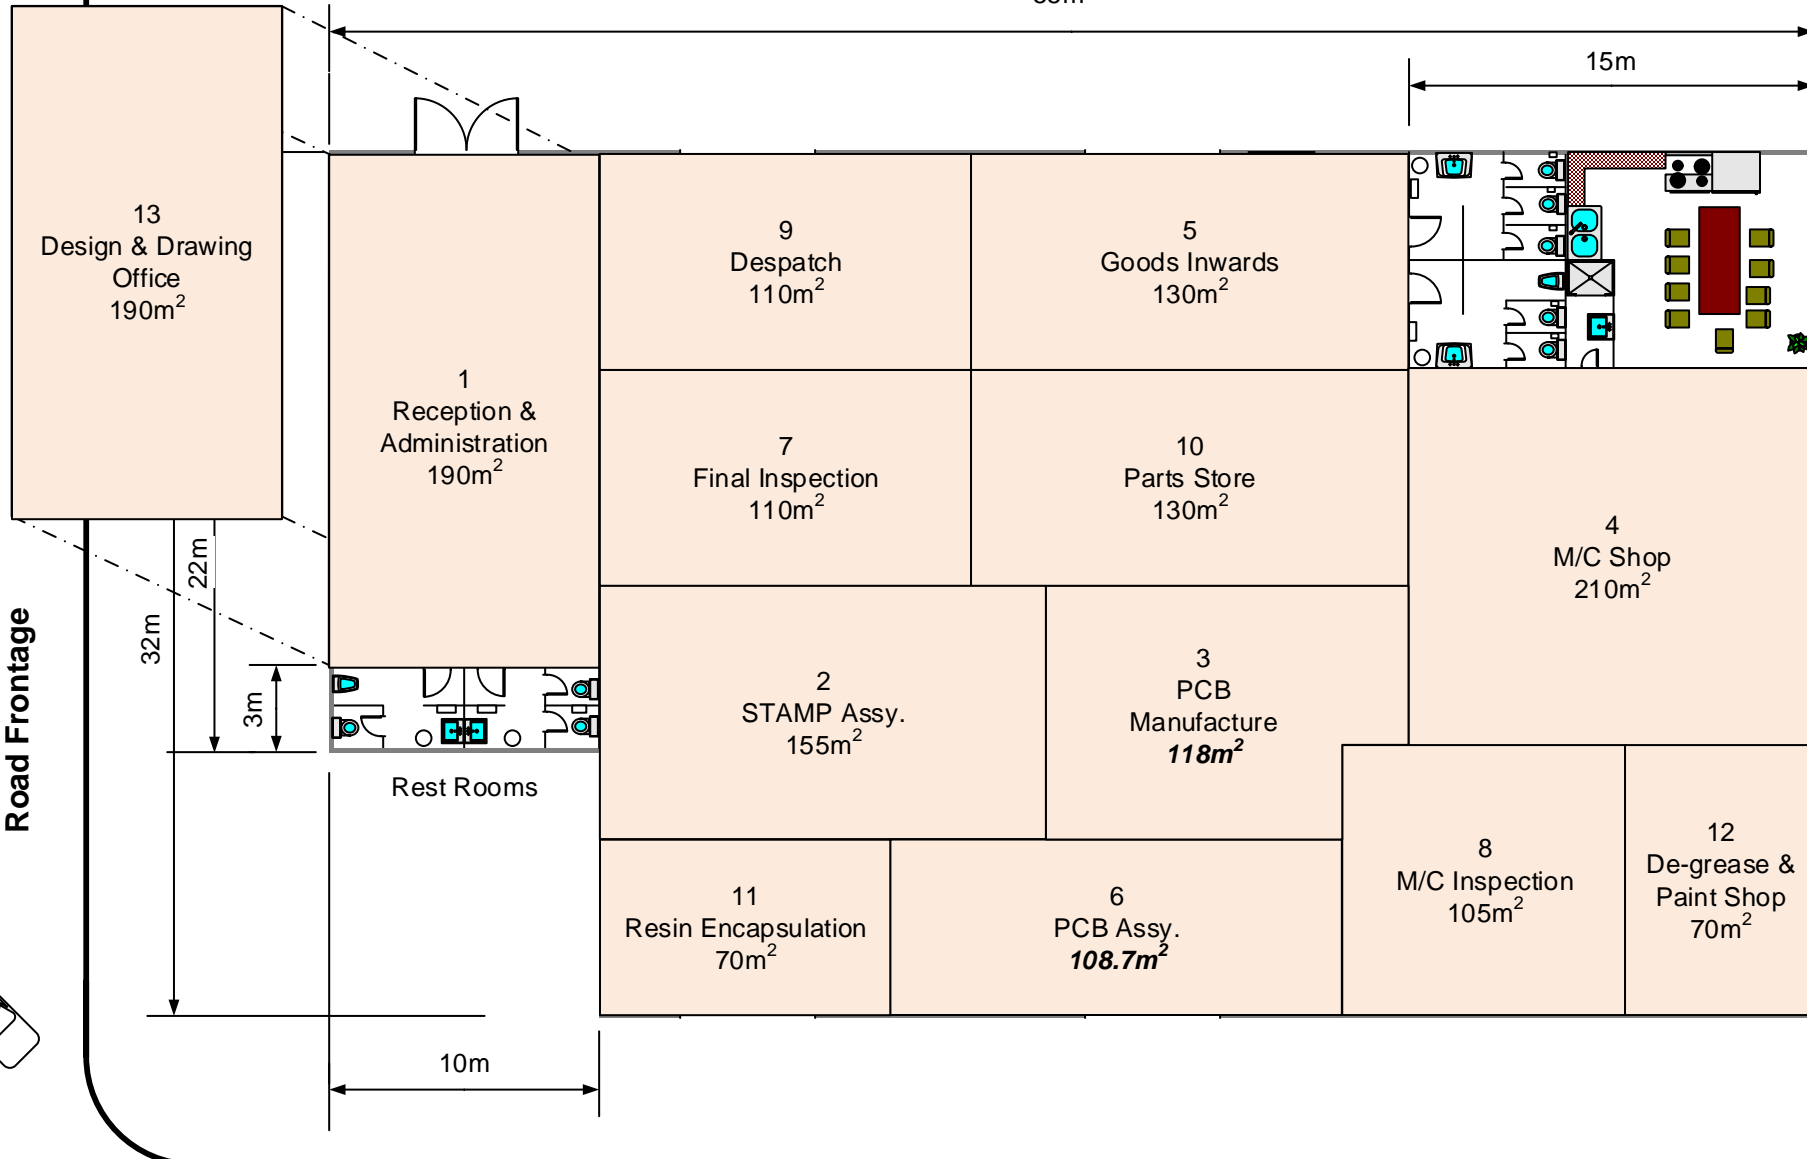 15m
13
Design & Drawing
Office
190m²
9
Despatch
110m²
5
Goods Inwards
130m²
1
Reception &
Administration
190m²
7
Final Inspection
110m²
10
Parts Store
130m²
4
M/C Shop
210m²
22m
32m
3m
Road Frontage
2
STAMP Assy.
155m²
3
PCB
Manufacture
118m²
Rest Rooms
8
M/C Inspection
105m²
12
De-grease &
Paint Shop
70m²
11
Resin Encapsulation
70m²
6
PCB Assy.
108.7m²
10m